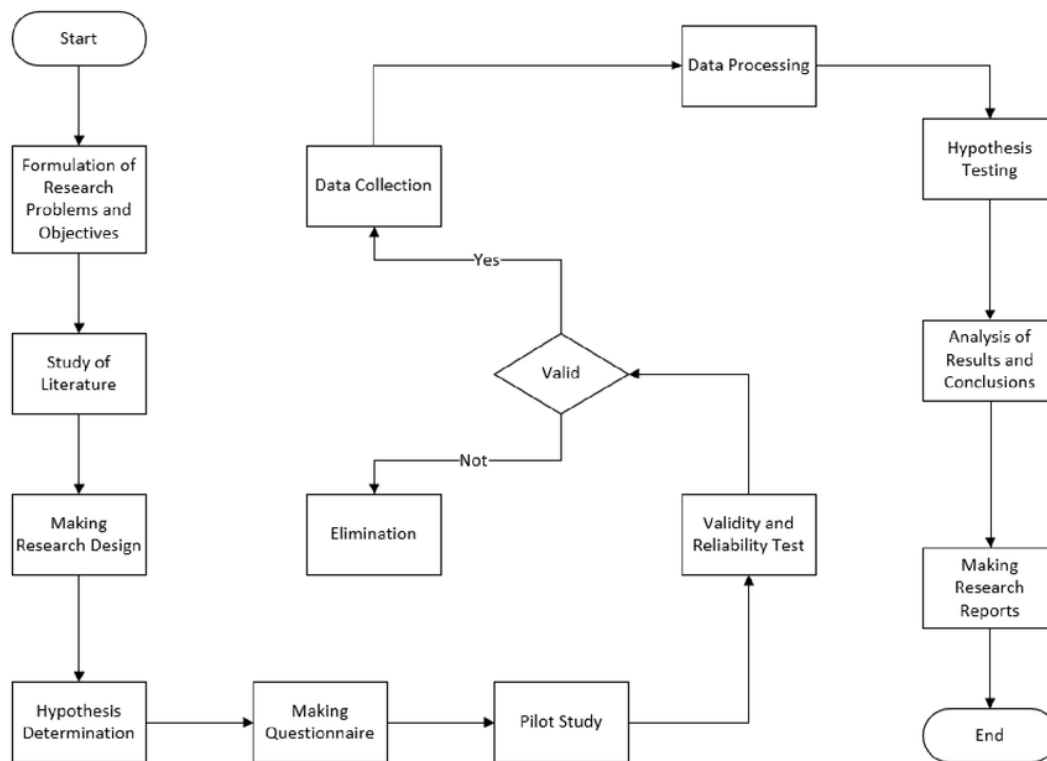 Start
Formulation of
Research
Problems and
Objectives
Study of
Literature
Making
Research Design
Hypothesis
Determination
Making
Questionnaire
Pilot Study
Validity and
Reliability Test
Valid
Yes
Not
Elimination
Data Collection
Data Processing
Hypothesis
Testing
Analysis of
Results and
Conclusions
Making
Research
Reports
End